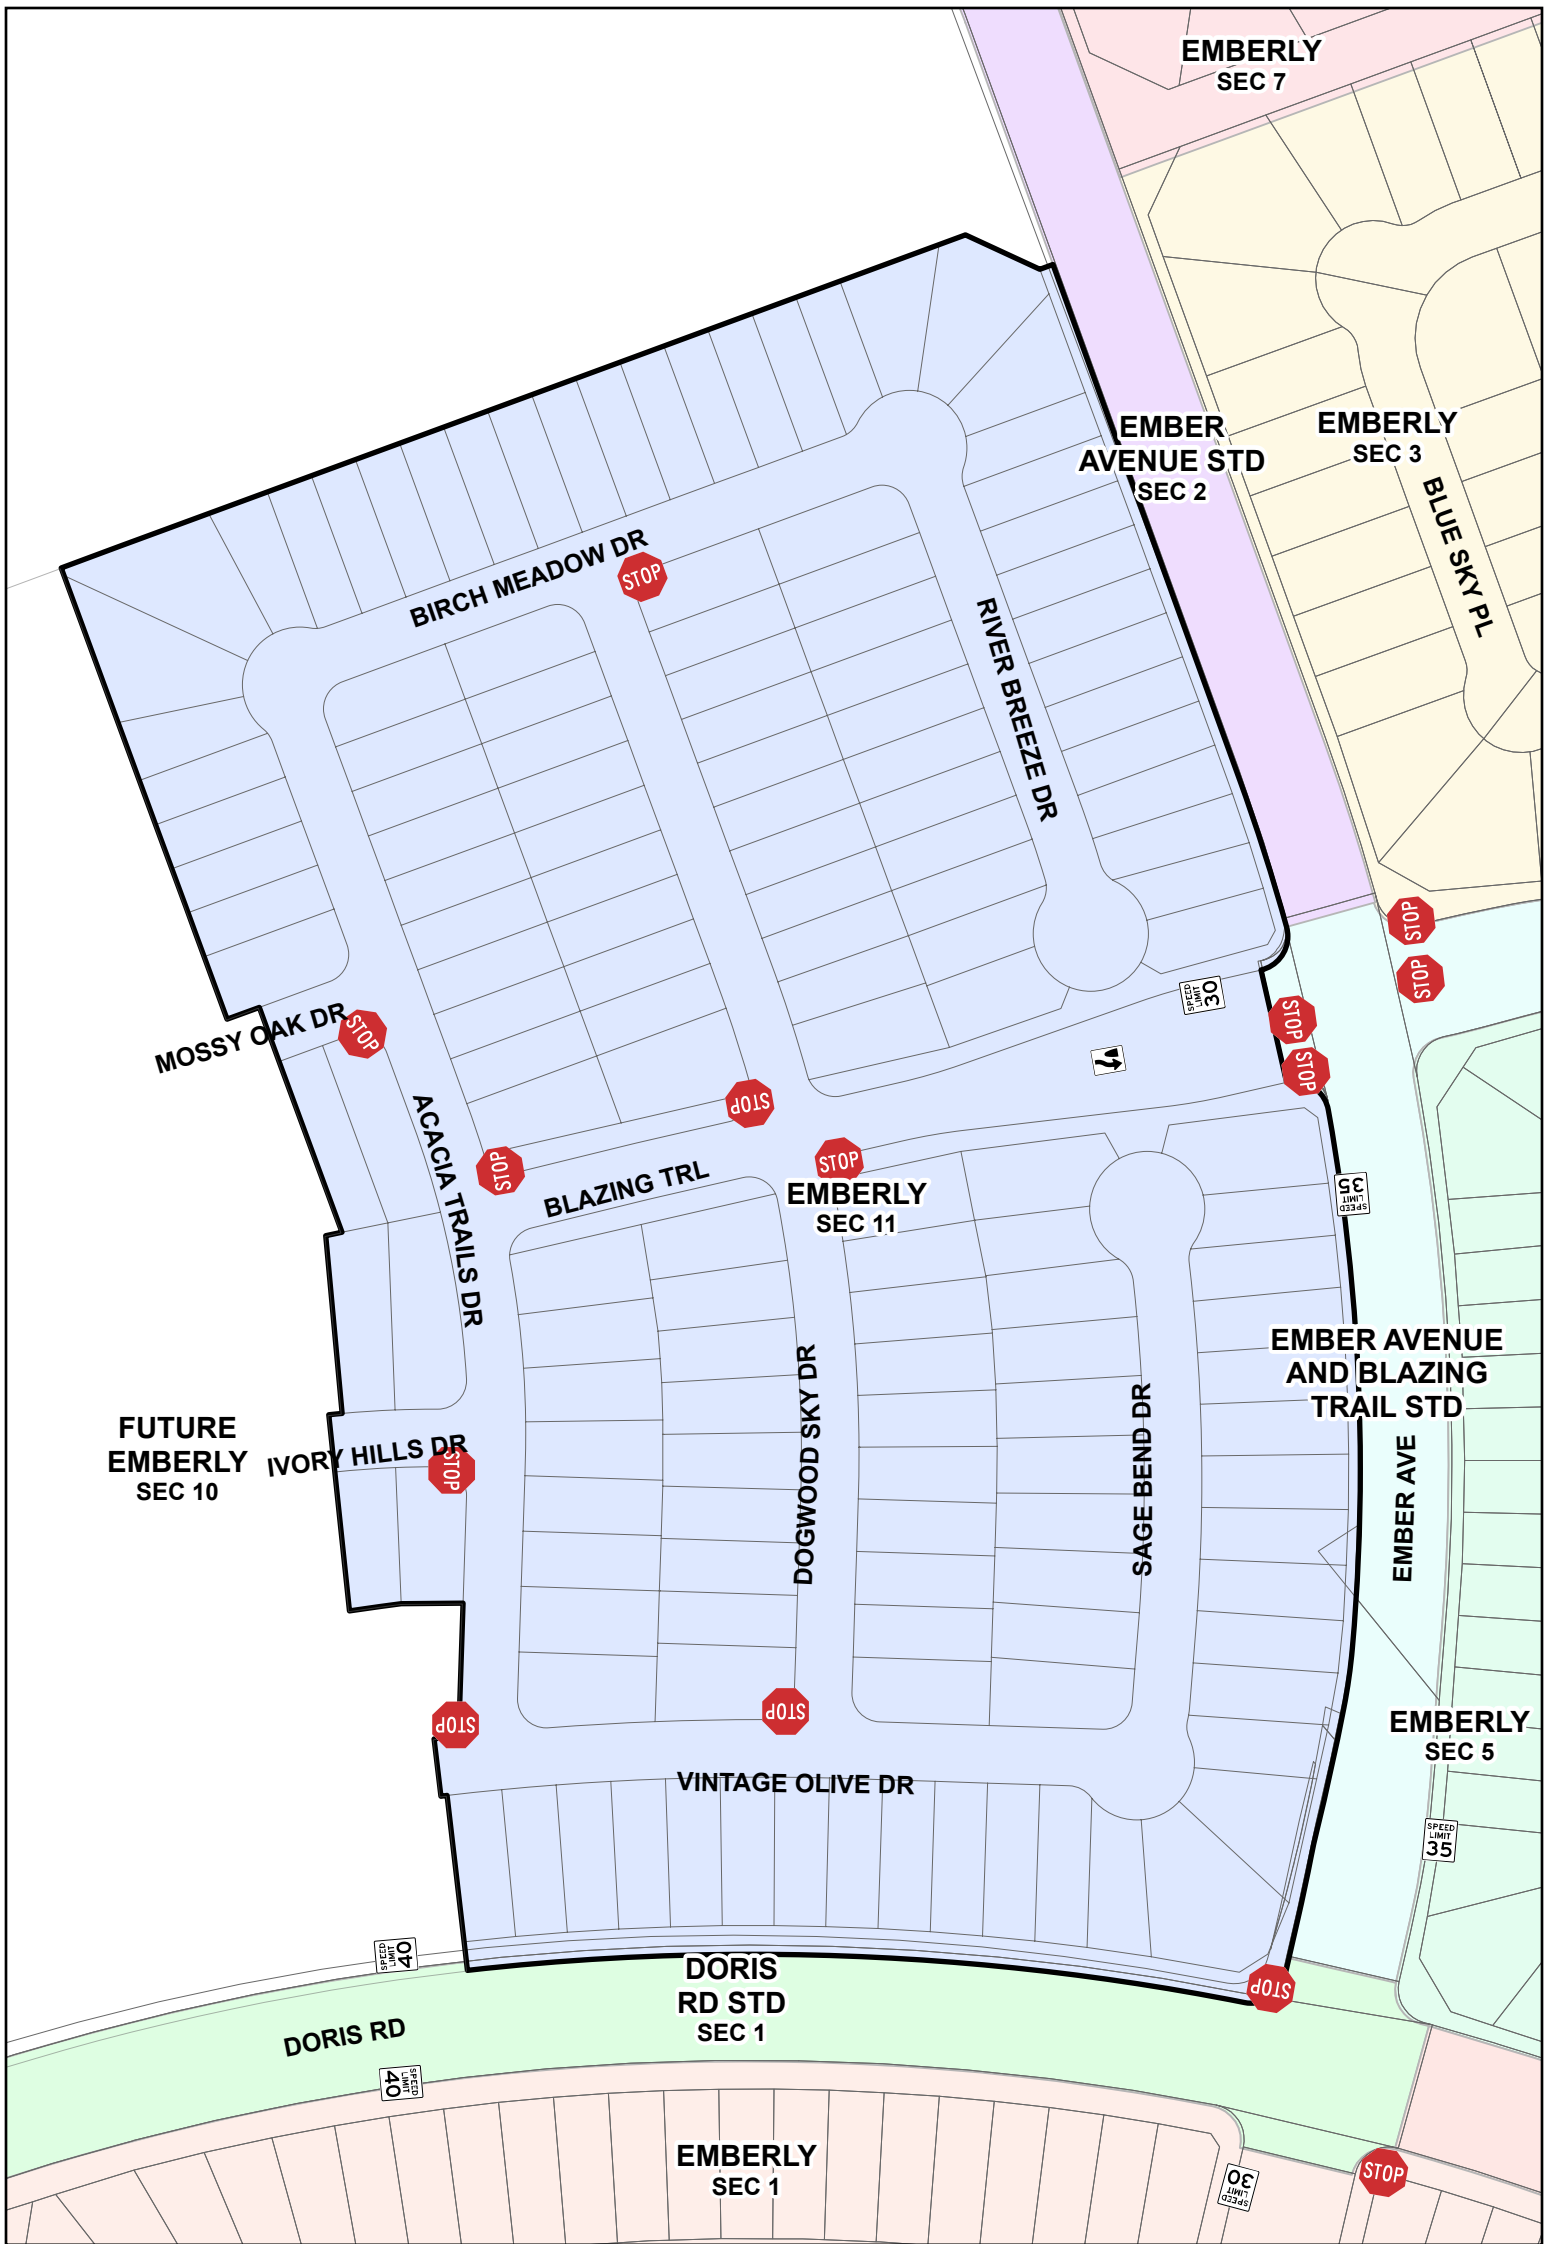 EMBERLY
SEC 7
EMBER
AVENUE STD
SEC 2
EMBERLY
SEC 3
BLUE SKY PL
BIRCH MEADOW DR
STOP
RIVER BREEZE DR
STOP
STOP
SPEED
LIMIT
30
STOP
STOP
MOSSY OAK DR
STOP
STOP
ACACIA TRAILS DR
STOP
BLAZING TRL
STOP
EMBERLY
SEC 11
SPEED
LIMIT
35
EMBER AVENUE
AND BLAZING
TRAIL STD
FUTURE
EMBERLY
SEC 10
IVORY HILLS DR
STOP
DOGWOOD SKY DR
SAGE BEND DR
EMBER AVE
STOP
STOP
EMBERLY
SEC 5
VINTAGE OLIVE DR
SPEED
LIMIT
35
SPEED
LIMIT
40
DORIS
RD STD
SEC 1
STOP
DORIS RD
SPEED
LIMIT
40
EMBERLY
SEC 1
SPEED
LIMIT
30
STOP